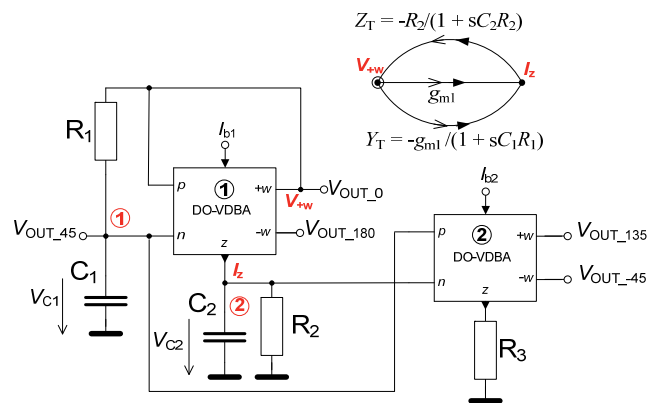 Z_T = -R_2/(1 + sC_2R_2)
V_+w
I_z
g_m1
Y_T = -g_m1/(1 + sC_1R_1)
R_1
I_b1
p
①
+w
DO-VDBA
V_OUT_0
V_+w
n
-w
V_OUT_180
z
V_OUT_45
①
I_z
②
C_1
V_C1
C_2
V_C2
R_2
I_b2
p
②
+w
DO-VDBA
V_OUT_135
n
-w
V_OUT_-45
z
R_3